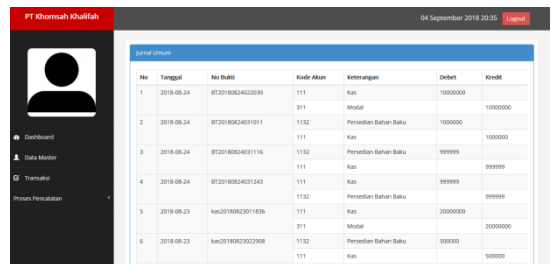 PT Khomsah Khalifah
04 September 2018 20:35 Logout
Jurnal Umum
No Tanggal No Bukti Kode Akun Keterangan Debet Kredit
1 2018-08-24 BT20180824022030 111 Kas 10000000
311 Modal 10000000
2 2018-08-24 BT20180824031011 1132 Persedian Bahan Baku 1000000
111 Kas 1000000
3 2018-08-24 BT20180824031116 1132 Persedian Bahan Baku 999999
111 Kas 999999
4 2018-08-24 BT20180824031243 111 Kas 999999
1132 Persedian Bahan Baku 999999
5 2018-08-23 kas20180823011836 111 Kas 20000000
311 Modal 20000000
6 2018-08-23 kas20180823022908 1132 Persedian Bahan Baku 500000
111 Kas 500000
Dashboard
Data Master
Transaksi
Proses Pencatatan